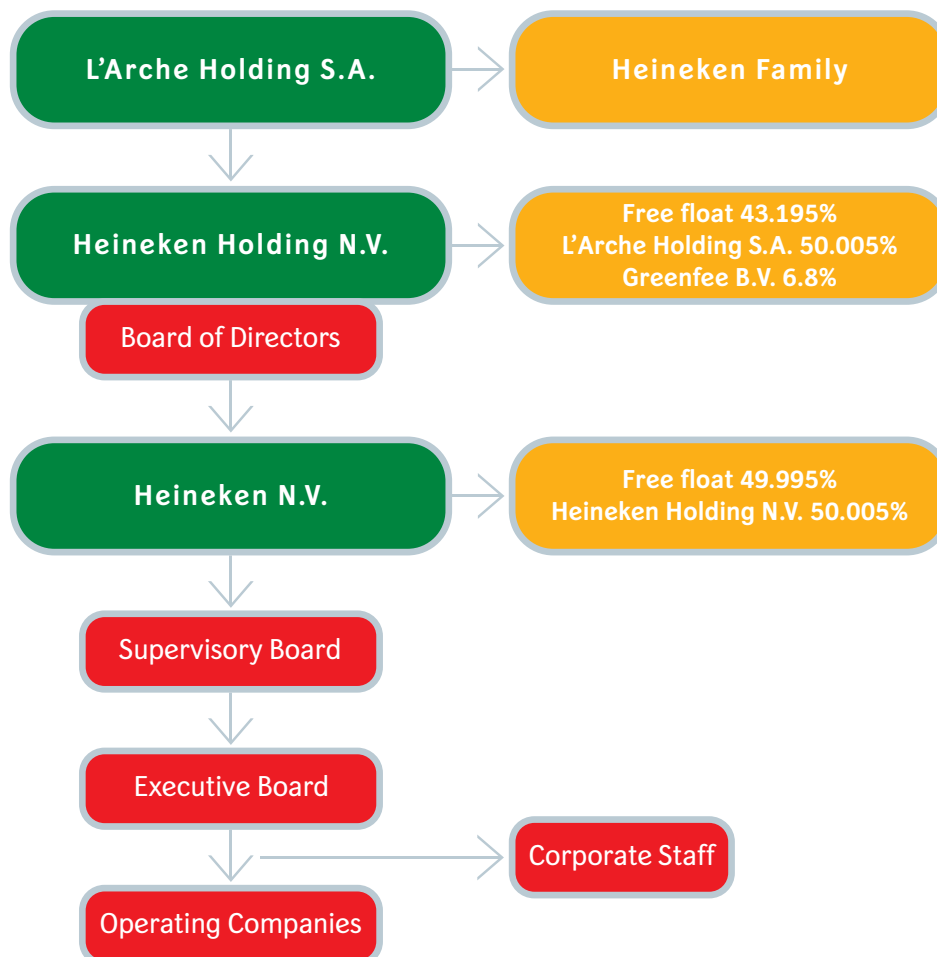 L’Arche Holding S.A.
Heineken Family
Heineken Holding N.V.
Free float 43.195%
L’Arche Holding S.A. 50.005%
Greenfee B.V. 6.8%
Board of Directors
Heineken N.V.
Free float 49.995%
Heineken Holding N.V. 50.005%
Supervisory Board
Executive Board
Corporate Staff
Operating Companies